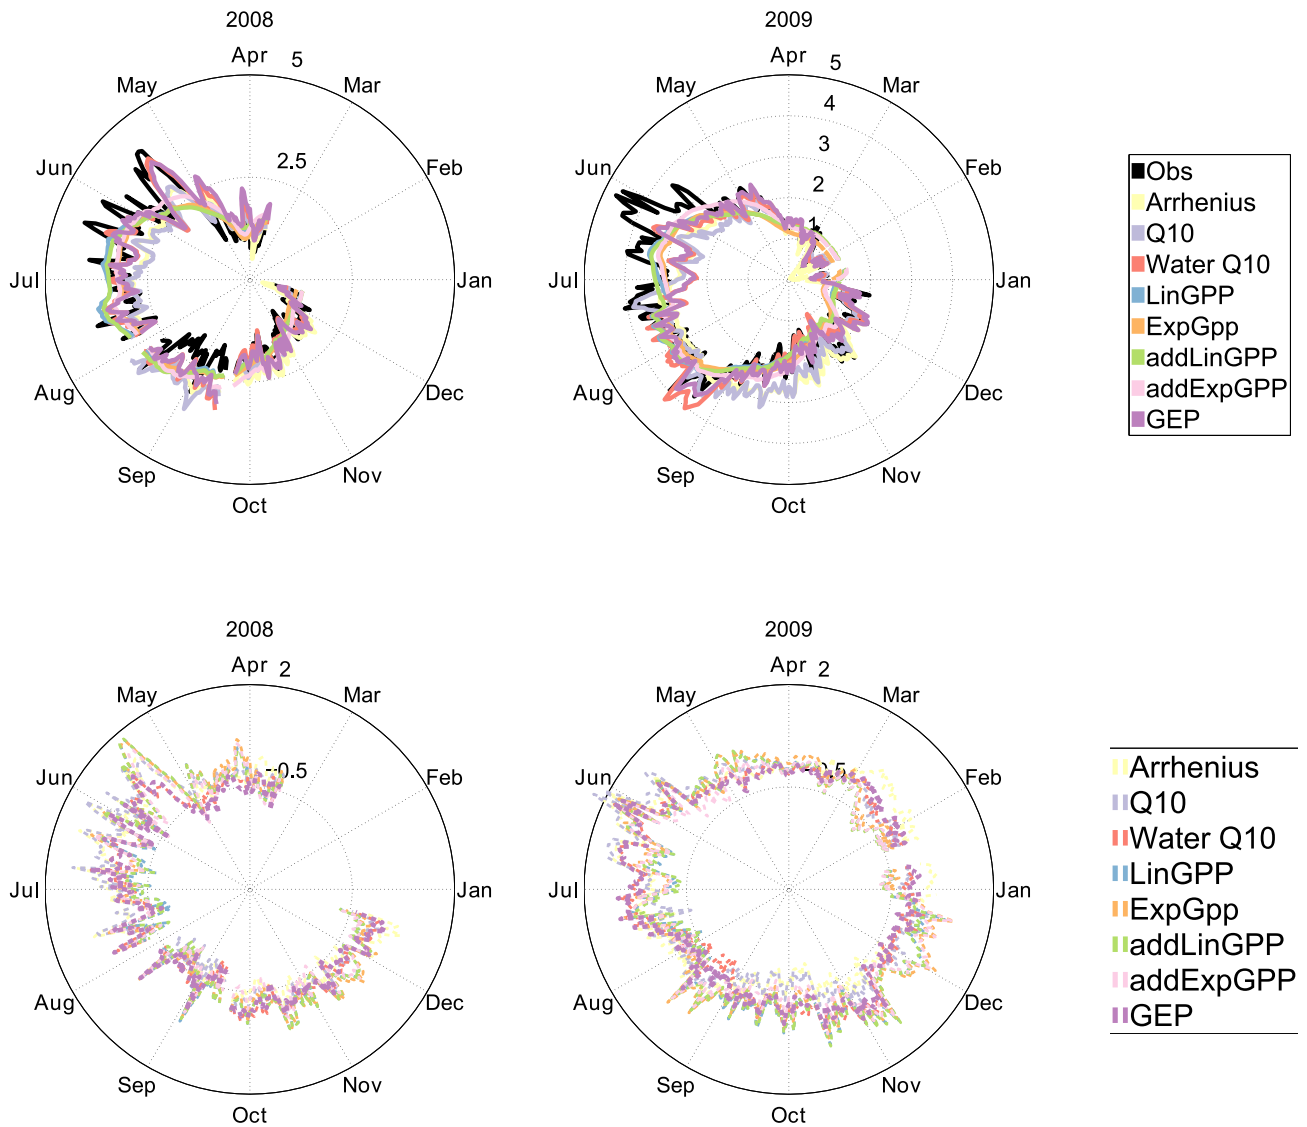 2008
Apr
5
Mar
Feb
Jan
Dec
Nov
Oct
Sep
Aug
Jul
Jun
May
2.5
2009
Apr
5
4
3
2
1
Mar
Feb
Jan
Dec
Nov
Oct
Sep
Aug
Jul
Jun
May
Obs
Arrhenius
Q10
Water Q10
LinGPP
ExpGpp
addLinGPP
addExpGPP
GEP
2008
Apr
2
Mar
Feb
Jan
Dec
Nov
Oct
Sep
Aug
Jul
Jun
May
-0.5
2009
Apr
2
Mar
Feb
Jan
Dec
Nov
Oct
Sep
Aug
Jul
Jun
May
-0.5
Arrhenius
Q10
Water Q10
LinGPP
ExpGpp
addLinGPP
addExpGPP
GEP